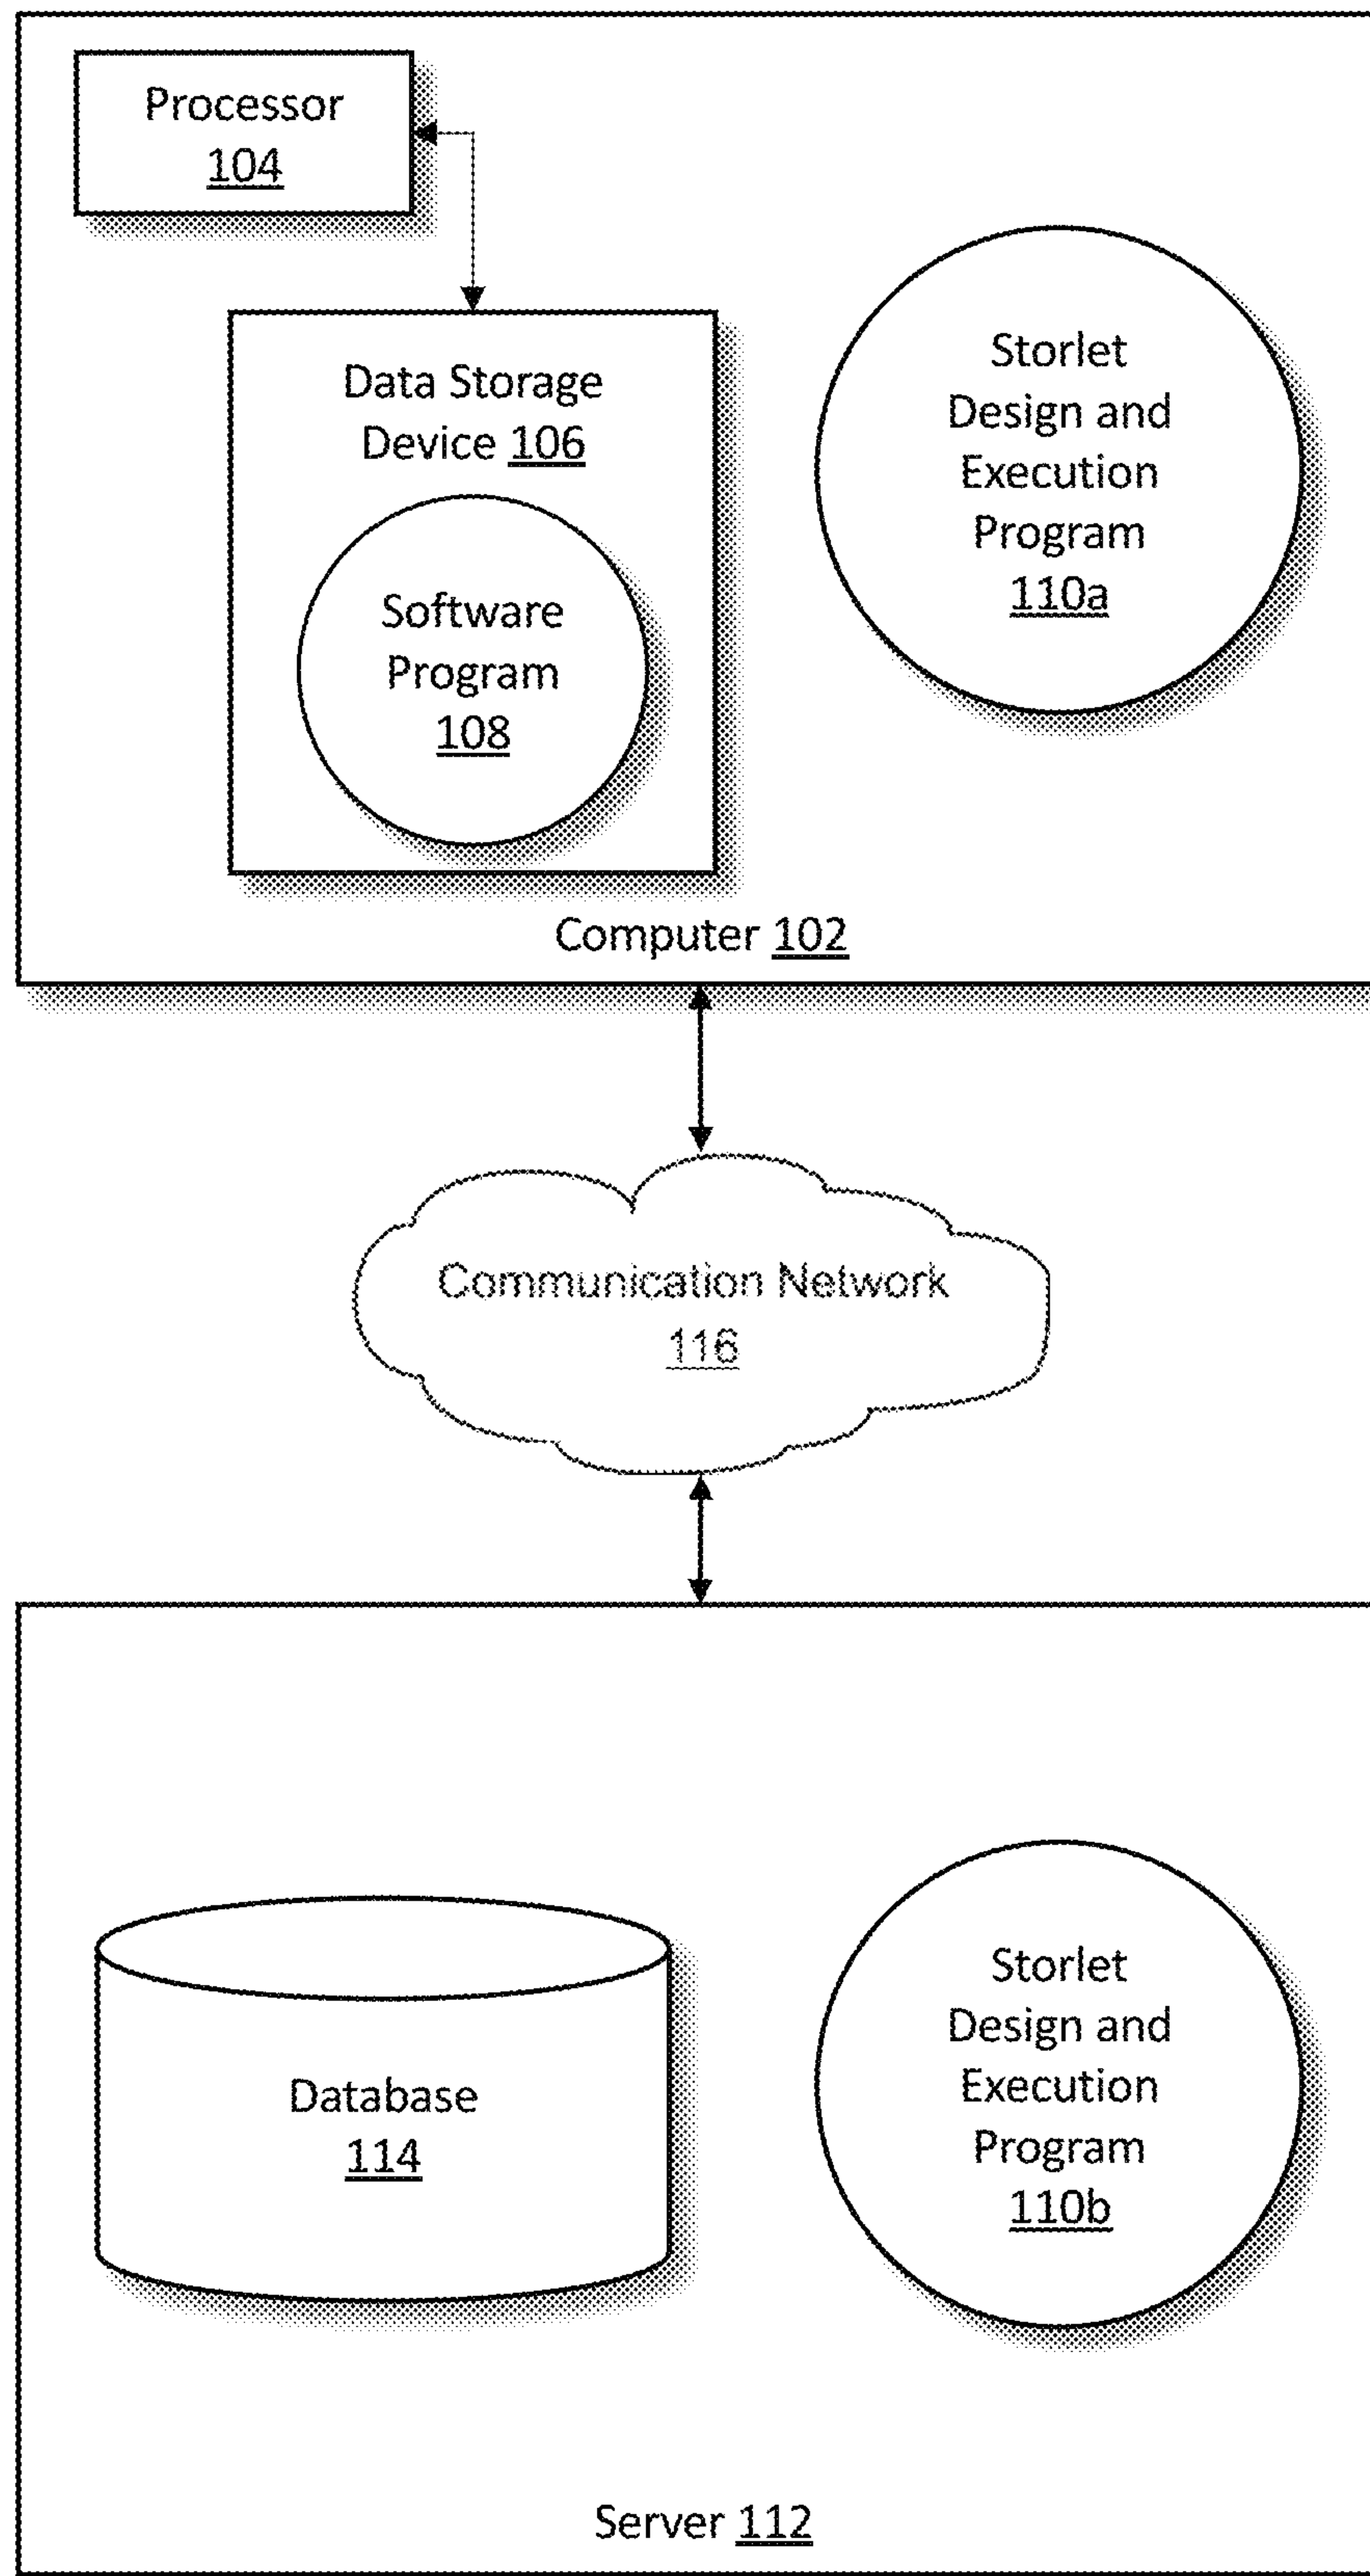 Processor
104
Data Storage
Device 106
Software
Program
108
Storlet
Design and
Execution
Program
110a
Computer 102
Communication Network
116
Database
114
Storlet
Design and
Execution
Program
110b
Server 112